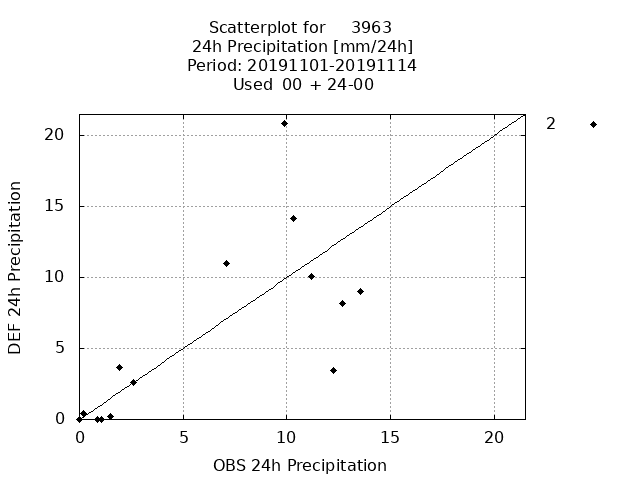 Scatterplot for 3963
24h Precipitation [mm/24h]
Period: 20191101-20191114
Used 00 + 24-00
2
DEF 24h Precipitation
20
15
10
5
0
0 5 10 15 20
OBS 24h Precipitation